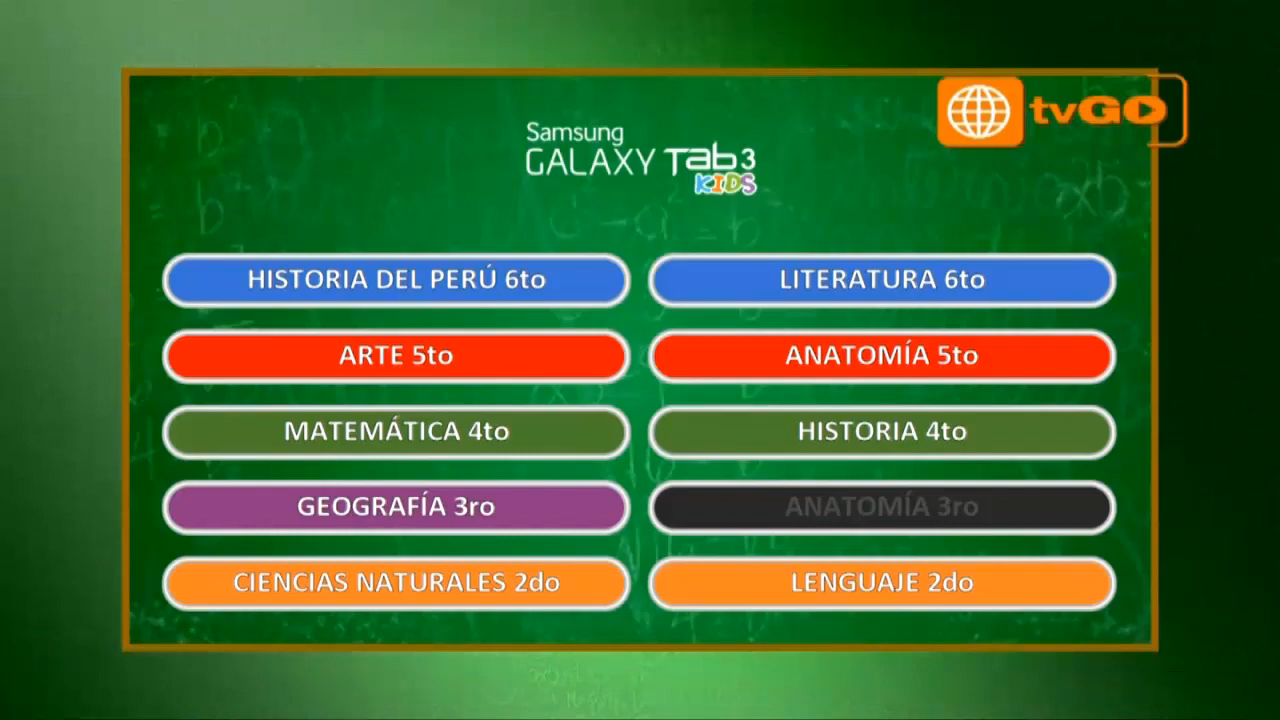 tvGO
Samsung
GALAXY Tab 3
KIDS
HISTORIA DEL PERÚ 6to
LITERATURA 6to
ARTE 5to
ANATOMÍA 5to
MATEMÁTICA 4to
HISTORIA 4to
GEOGRAFÍA 3ro
ANATOMÍA 3ro
CIENCIAS NATURALES 2do
LENGUAJE 2do